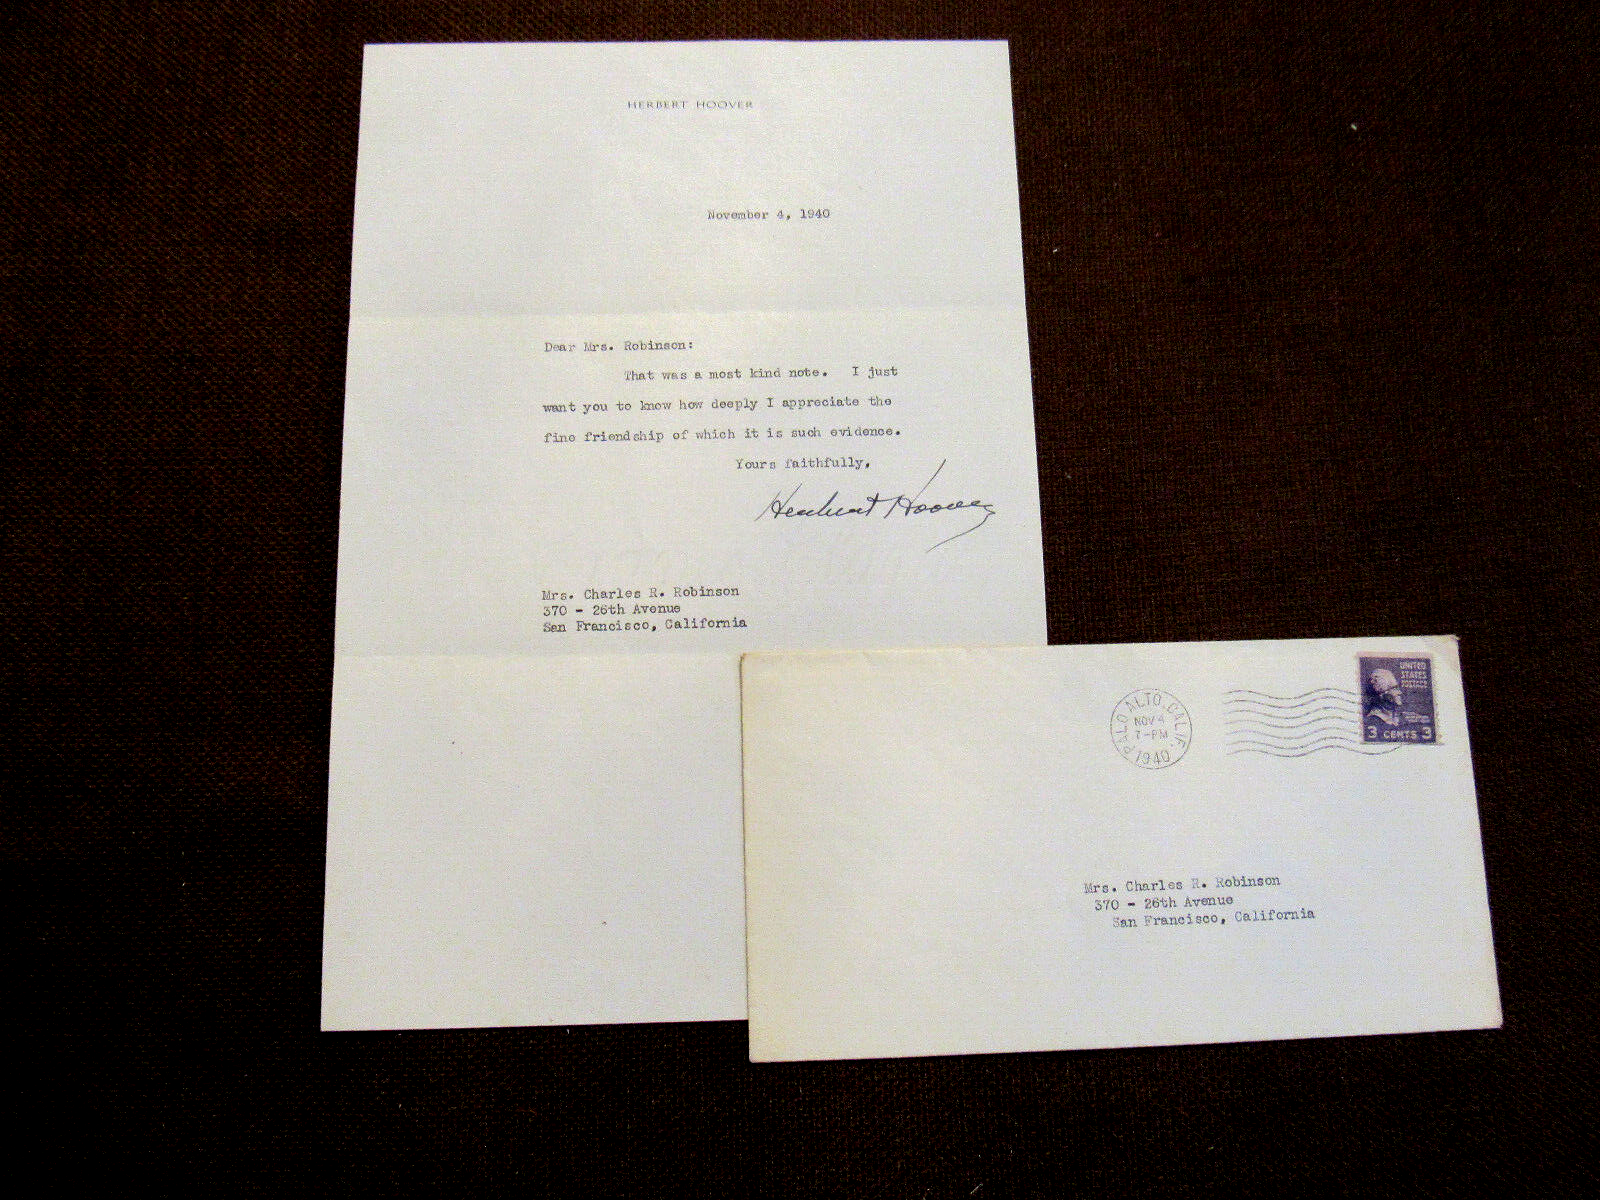 HERBERT HOOVER
November 4, 1940
Dear Mrs. Robinson:
That was a most kind note. I just
want you to know how deeply I appreciate the
fine friendship of which it is such evidence.
Yours faithfully,
Herbert Hoover
Mrs. Charles R. Robinson
370 - 26th Avenue
San Francisco, California
PALO ALTO, CALIF.
NOV 4
7-PM
1940
UNITED
STATES
POSTAGE
3 CENTS 3
Mrs. Charles R. Robinson
370 - 26th Avenue
San Francisco, California